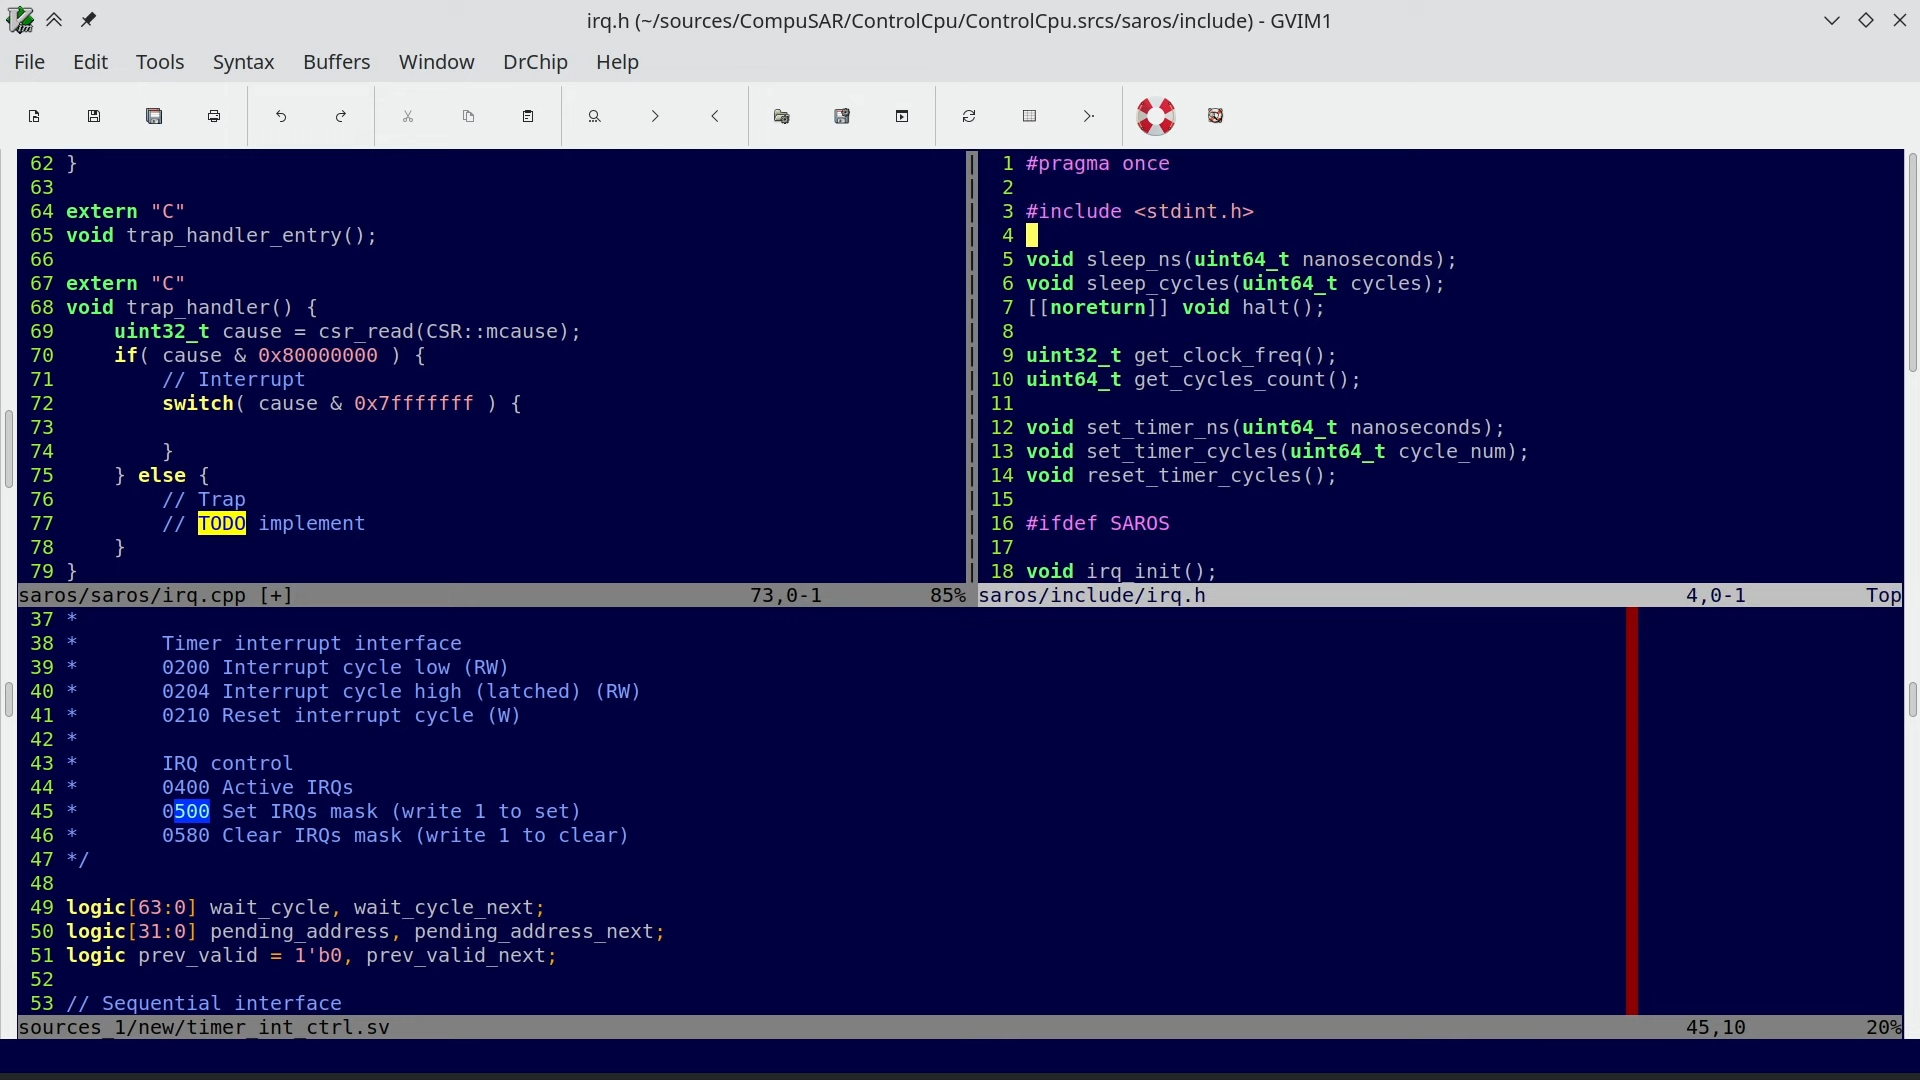 irq.h (~/sources/CompuSAR/ControlCpu/ControlCpu.srcs/saros/include) - GVIM1
File Edit Tools Syntax Buffers Window DrChip Help
62 }
63
64 extern "C"
65 void trap_handler_entry();
66
67 extern "C"
68 void trap_handler() {
69     uint32_t cause = csr_read(CSR::mcause);
70     if( cause & 0x80000000 ) {
71         // Interrupt
72         switch( cause & 0x7fffffff ) {
73
74         }
75     } else {
76         // Trap
77         // TODO implement
78     }
79 }
saros/saros/irq.cpp [+] 73,0-1 85%
1 #pragma once
2
3 #include <stdint.h>
4
5 void sleep_ns(uint64_t nanoseconds);
6 void sleep_cycles(uint64_t cycles);
7 [[noreturn]] void halt();
8
9 uint32_t get_clock_freq();
10 uint64_t get_cycles_count();
11
12 void set_timer_ns(uint64_t nanoseconds);
13 void set_timer_cycles(uint64_t cycle_num);
14 void reset_timer_cycles();
15
16 #ifdef SAROS
17
18 void irq_init();
saros/include/irq.h 4,0-1 Top
37 *
38 *       Timer interrupt interface
39 *       0200 Interrupt cycle low (RW)
40 *       0204 Interrupt cycle high (latched) (RW)
41 *       0210 Reset interrupt cycle (W)
42 *
43 *       IRQ control
44 *       0400 Active IRQs
45 *       0500 Set IRQs mask (write 1 to set)
46 *       0580 Clear IRQs mask (write 1 to clear)
47 */
48
49 logic[63:0] wait_cycle, wait_cycle_next;
50 logic[31:0] pending_address, pending_address_next;
51 logic prev_valid = 1'b0, prev_valid_next;
52
53 // Sequential interface
sources_1/new/timer_int_ctrl.sv 45,10 20%